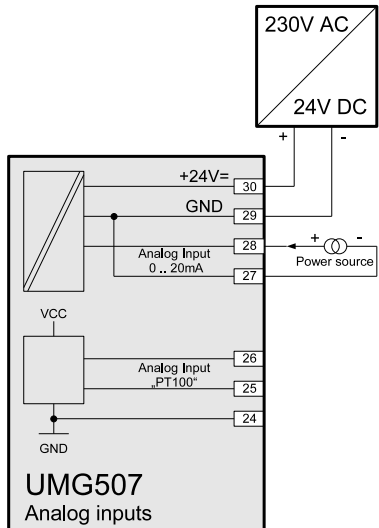 230V AC
24V DC
+ -
+24V=
30
GND
29
Analog Input
0 .. 20mA
28
+ -
Power source
27
VCC
26
Analog Input
„PT100“
25
24
GND
UMG507
Analog inputs